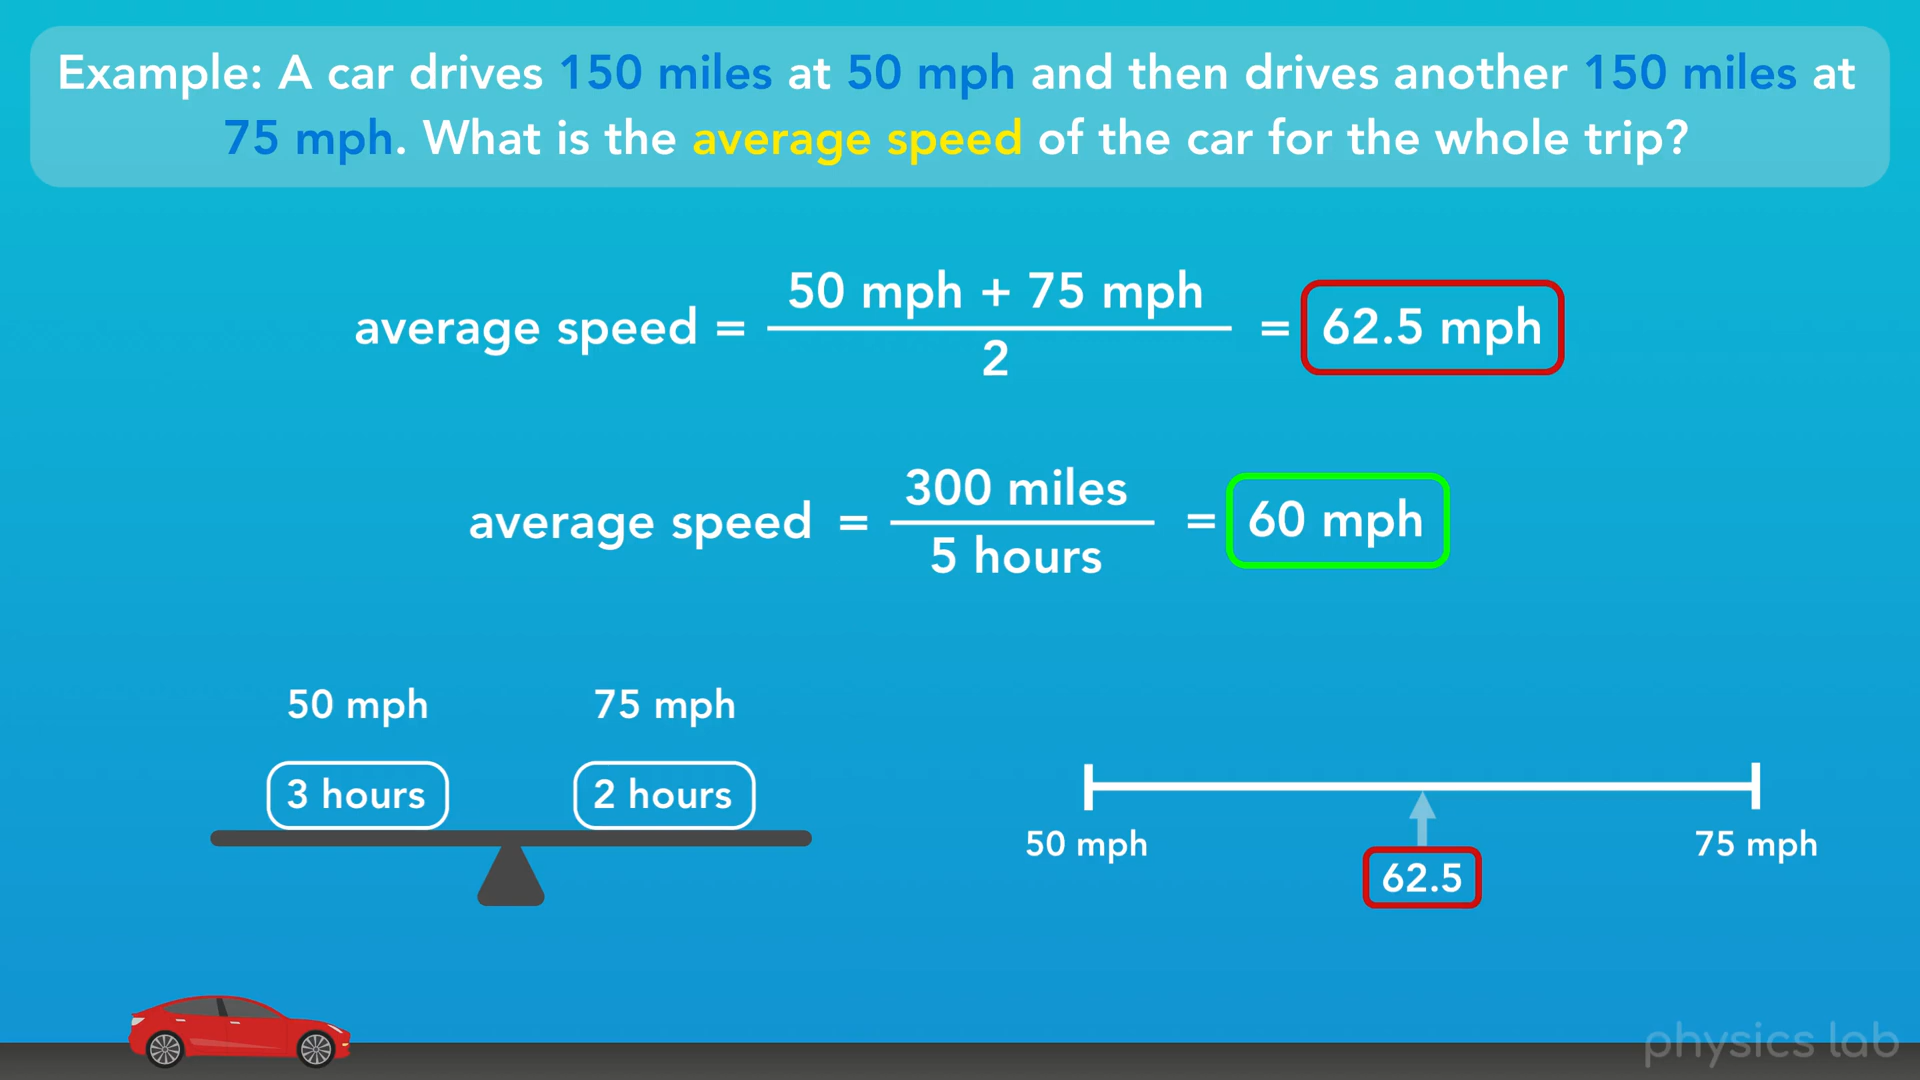 Example: A car drives 150 miles at 50 mph and then drives another 150 miles at
75 mph. What is the average speed of the car for the whole trip?
average speed = 50 mph + 75 mph / 2 = 62.5 mph
average speed = 300 miles / 5 hours = 60 mph
50 mph 75 mph
3 hours 2 hours
50 mph 75 mph
62.5
physics lab